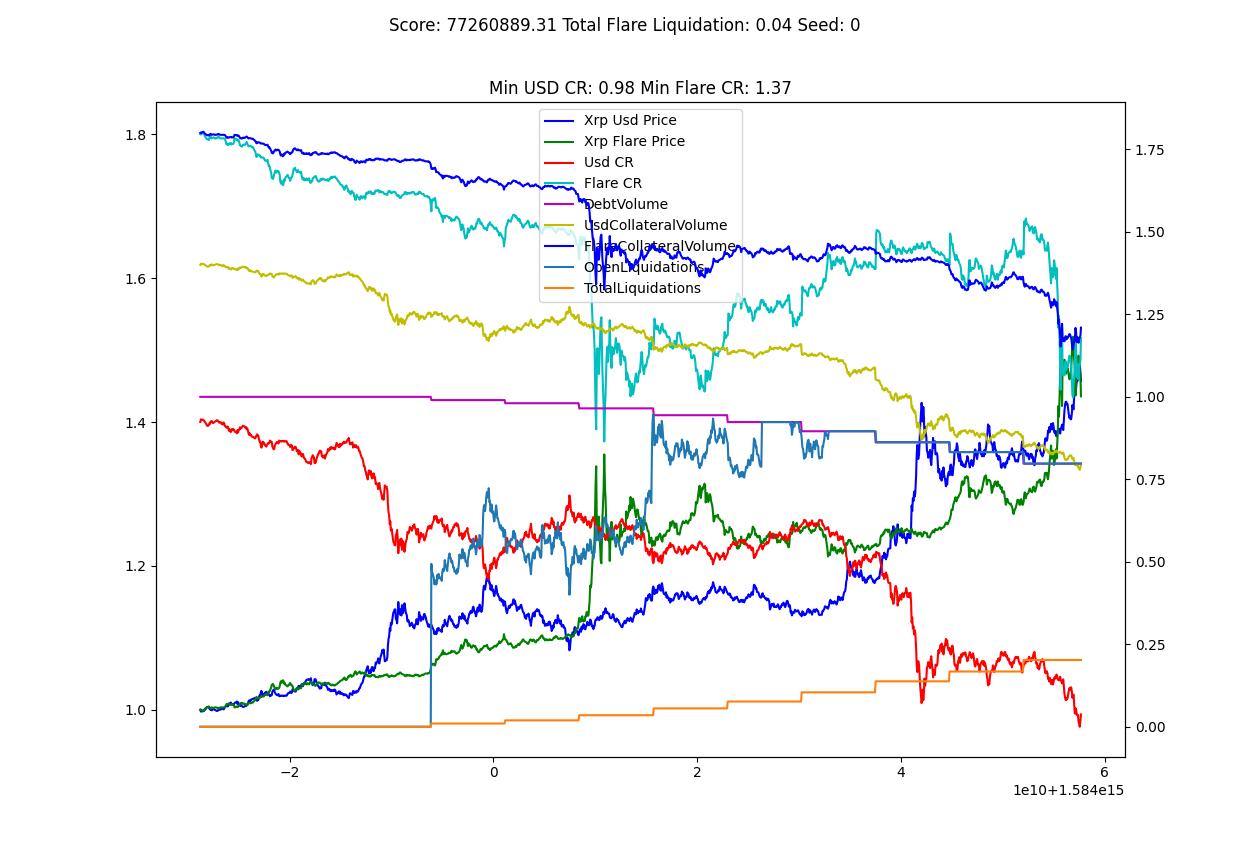 Score: 77260889.31 Total Flare Liquidation: 0.04 Seed: 0
Min USD CR: 0.98 Min Flare CR: 1.37
Xrp Usd Price
Xrp Flare Price
Usd CR
Flare CR
DebtVolume
UsdCollateralVolume
FlareCollateralVolume
OpenLiquidations
TotalLiquidations
1.8
1.6
1.4
1.2
1.0
1.75
1.50
1.25
1.00
0.75
0.50
0.25
0.00
−2 0 2 4 6
1e10+1.584e15